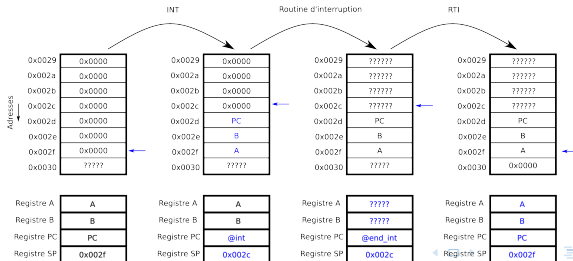 INT Routine d'interruption RTI
0x0029 0x0000 0x0029 0x0000 0x0029 ?????? 0x0029 ??????
0x002a 0x0000 0x002a 0x0000 0x002a ?????? 0x002a ??????
0x002b 0x0000 0x002b 0x0000 0x002b ?????? 0x002b ??????
0x002c 0x0000 0x002c 0x0000 0x002c ?????? 0x002c ??????
0x002d 0x0000 0x002d PC 0x002d PC 0x002d PC
0x002e 0x0000 0x002e B 0x002e B 0x002e B
0x002f 0x0000 0x002f A 0x002f A 0x002f A
0x0030 ????? 0x0030 ????? 0x0030 ????? 0x0030 0x0000
Adresses
Registre A A Registre A A Registre A ????? Registre A A
Registre B B Registre B B Registre B ????? Registre B B
Registre PC PC Registre PC @int Registre PC @end_int Registre PC PC
Registre SP 0x002f Registre SP 0x002c Registre SP 0x002c Registre SP 0x002f